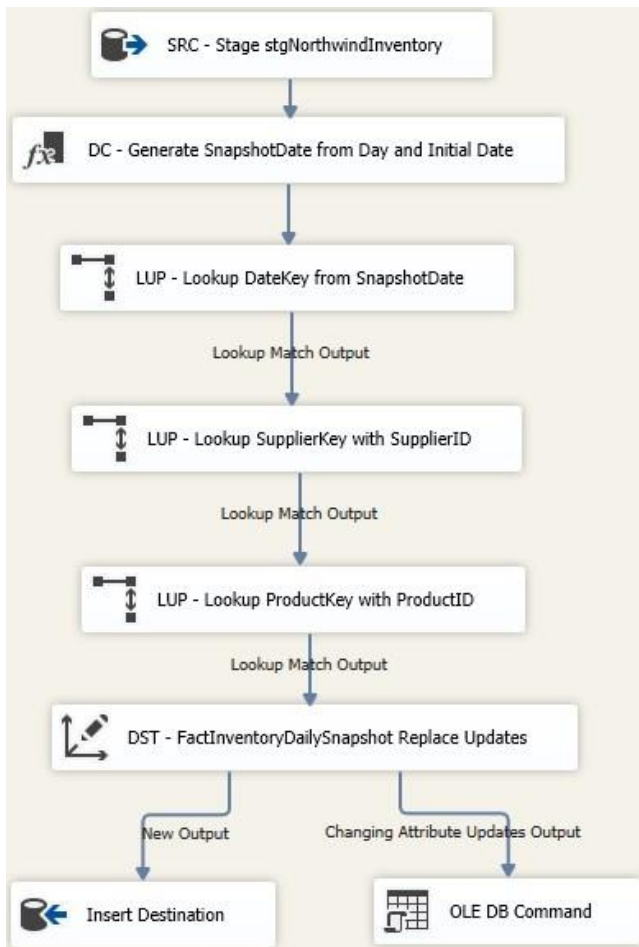 SRC - Stage stgNorthwindInventory
fx
DC - Generate SnapshotDate from Day and Initial Date
LUP - Lookup DateKey from SnapshotDate
Lookup Match Output
LUP - Lookup SupplierKey with SupplierID
Lookup Match Output
LUP - Lookup ProductKey with ProductID
Lookup Match Output
DST - FactInventoryDailySnapshot Replace Updates
New Output
Changing Attribute Updates Output
Insert Destination
OLE DB Command